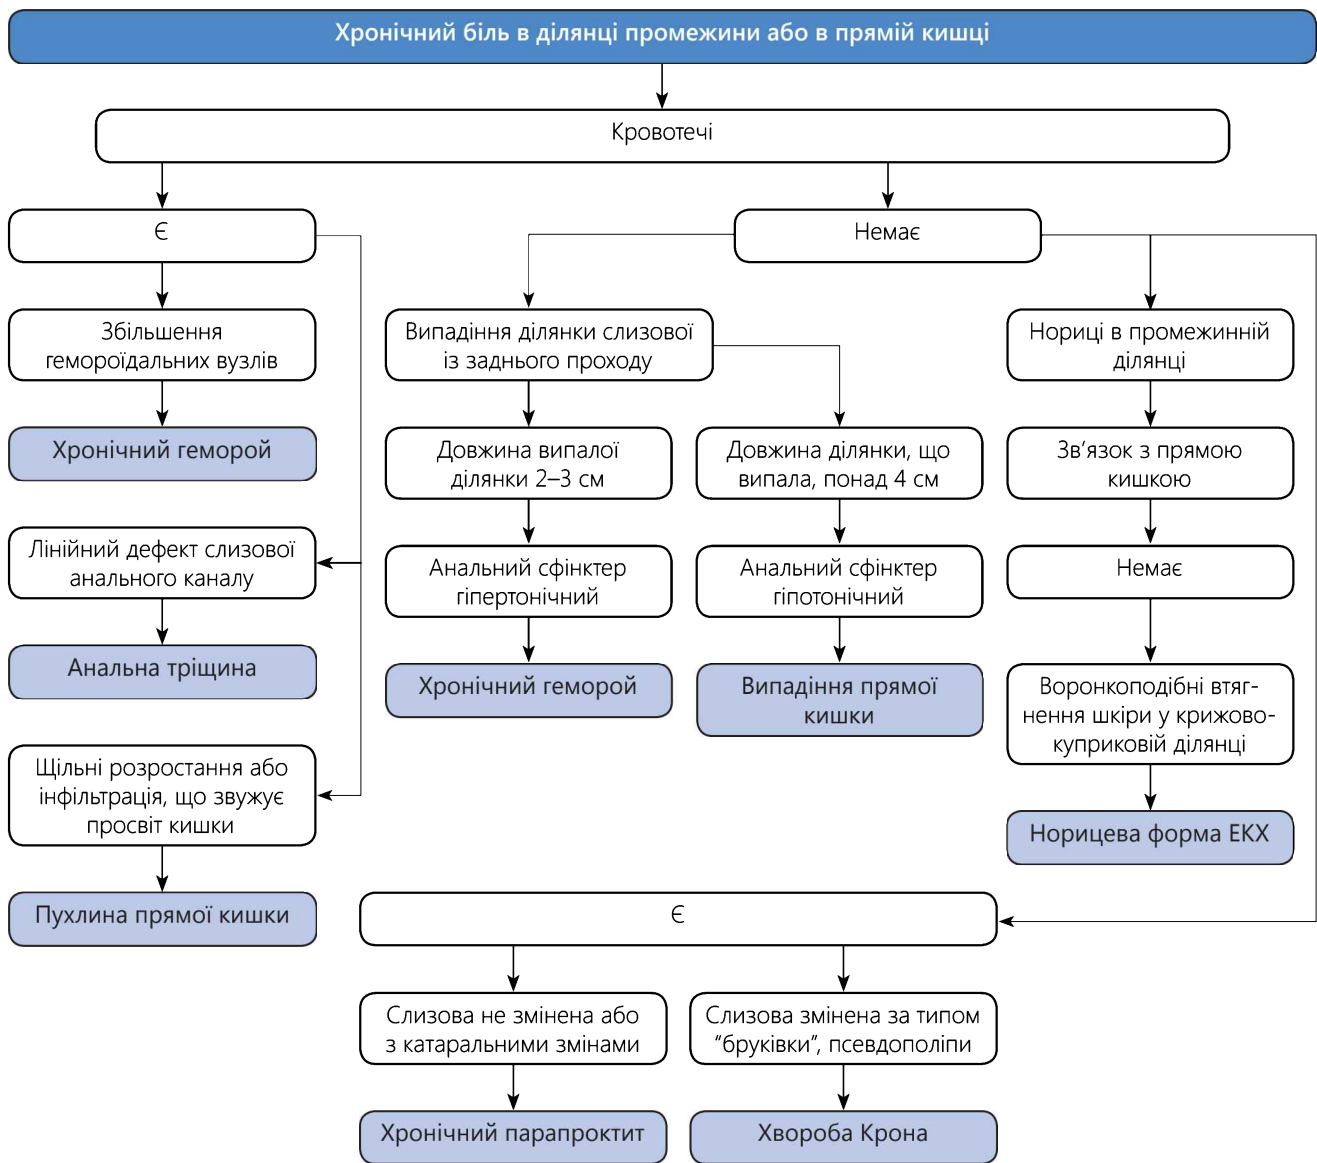 Хронічний біль в ділянці промежини або в прямій кишці
Кровотечі
Є
Немає
Збільшення
гемороїдальних вузлів
Хронічний геморой
Лінійний дефект слизової
анального каналу
Анальна тріщина
Щільні розростання або
інфільтрація, що звужує
просвіт кишки
Пухлина прямої кишки
Випадіння ділянки слизової
із заднього проходу
Довжина випалої
ділянки 2–3 см
Анальний сфінктер
гіпертонічний
Хронічний геморой
Довжина ділянки, що
випала, понад 4 см
Анальний сфінктер
гіпотонічний
Випадіння прямої
кишки
Нориці в промежинній
ділянці
Зв’язок з прямою
кишкою
Немає
Воронкоподібні втяг-
нення шкіри у крижово-
куприковій ділянці
Норицева форма ЕКХ
Є
Слизова не змінена або
з катаральними змінами
Хронічний парапроктит
Слизова змінена за типом
“бруківки”, псевдополіпи
Хвороба Крона